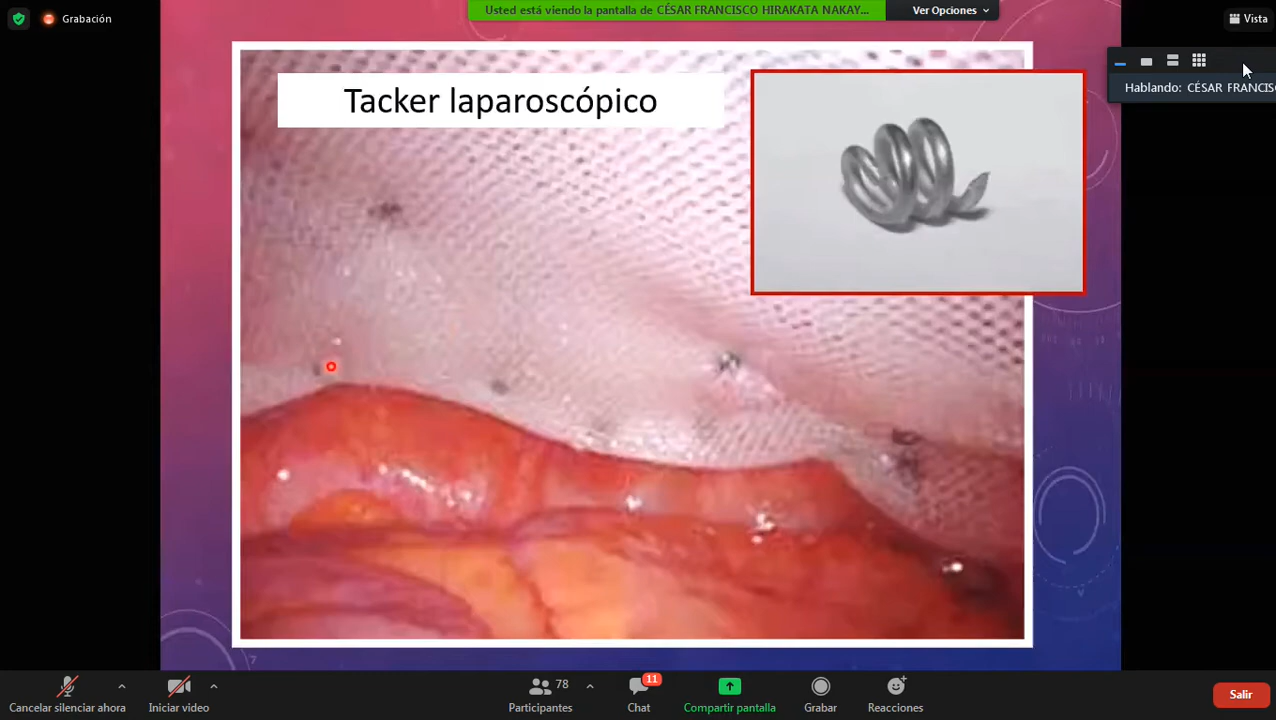 Grabación
Usted está viendo la pantalla de CÉSAR FRANCISCO HIRAKATA NAKAY...
Ver Opciones
Vista
Hablando: CÉSAR FRANCISC
Tacker laparoscópico
7
Cancelar silenciar ahora
Iniciar video
78
Participantes
11
Chat
Compartir pantalla
Grabar
Reacciones
Salir